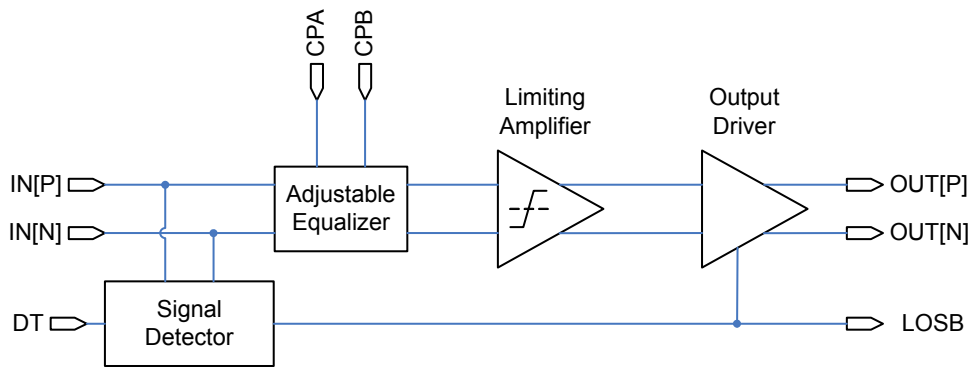 CPA
CPB
Limiting
Amplifier
Output
Driver
IN[P]
Adjustable
Equalizer
OUT[P]
IN[N]
OUT[N]
DT
Signal
Detector
LOSB